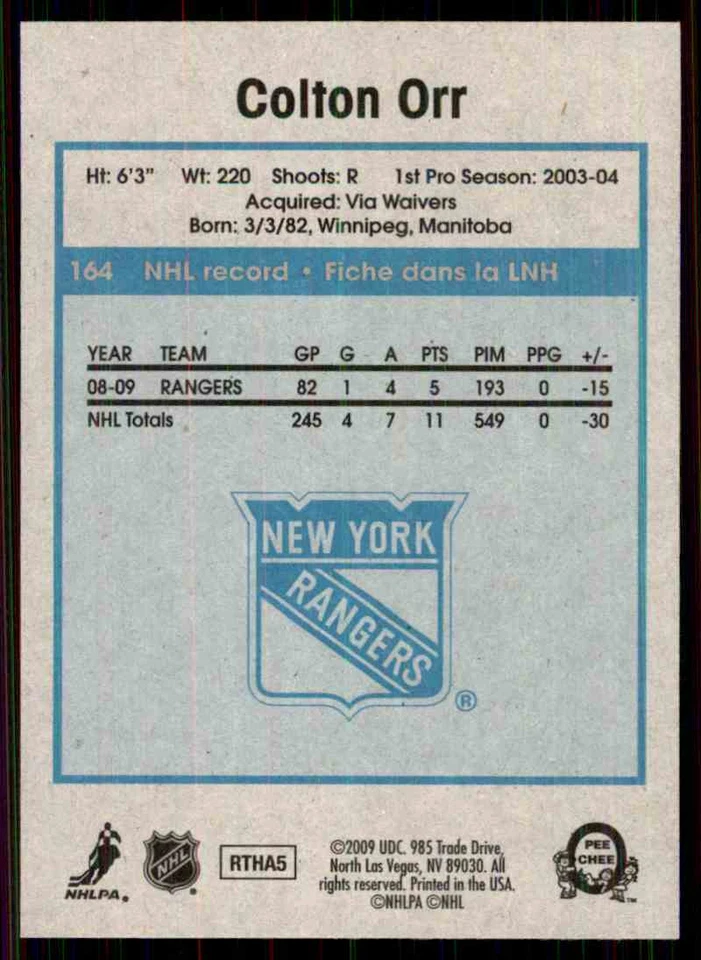 Colton Orr
Ht: 6'3" Wt: 220 Shoots: R 1st Pro Season: 2003-04
Acquired: Via Waivers
Born: 3/3/82, Winnipeg, Manitoba
164 NHL record • Fiche dans la LNH
YEAR TEAM GP G A PTS PIM PPG +/-
08-09 RANGERS 82 1 4 5 193 0 -15
NHL Totals 245 4 7 11 549 0 -30
NEW YORK
RANGERS
®
NHLPA®
NHL
RTHA5
©2009 UDC. 985 Trade Drive,
North Las Vegas, NV 89030. All
rights reserved. Printed in the USA.
©NHLPA ©NHL
PEE
CHEE
™